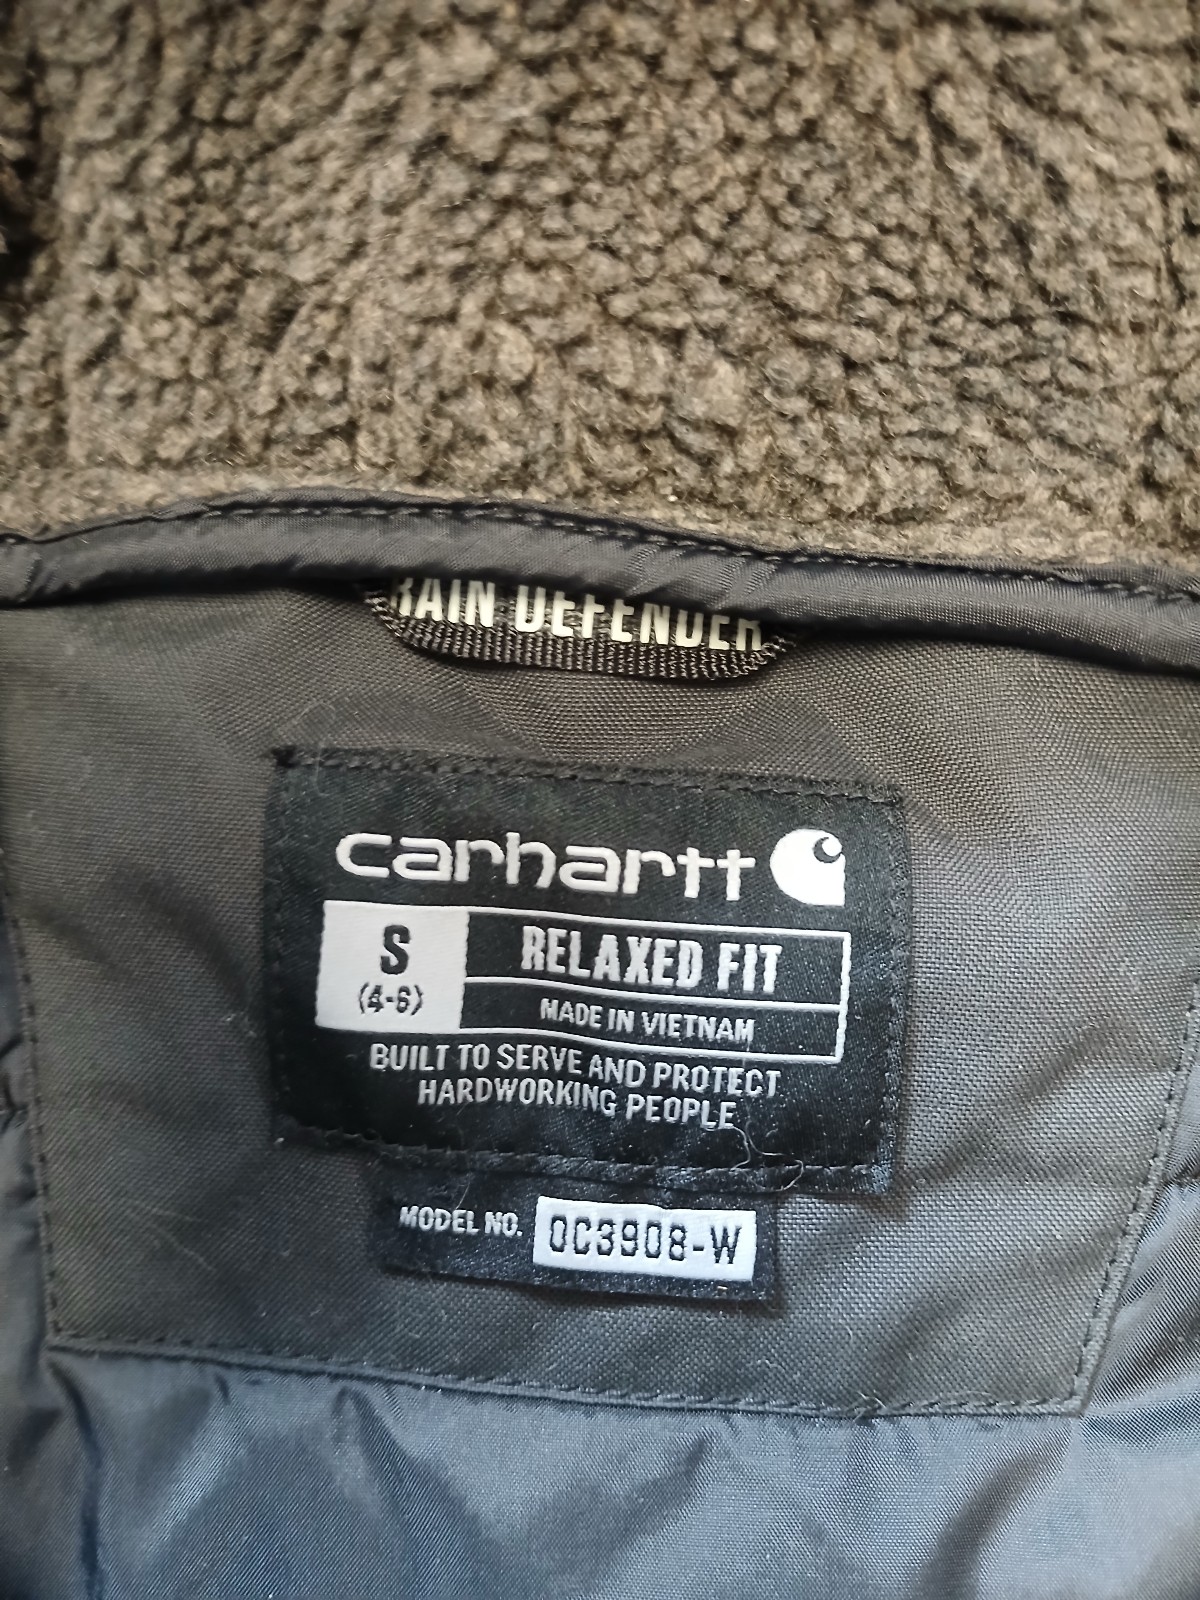 RAIN DEFENDER
carhartt
S
(4-6)
RELAXED FIT
MADE IN VIETNAM
BUILT TO SERVE AND PROTECT
HARDWORKING PEOPLE
MODEL NO. OC3908-W